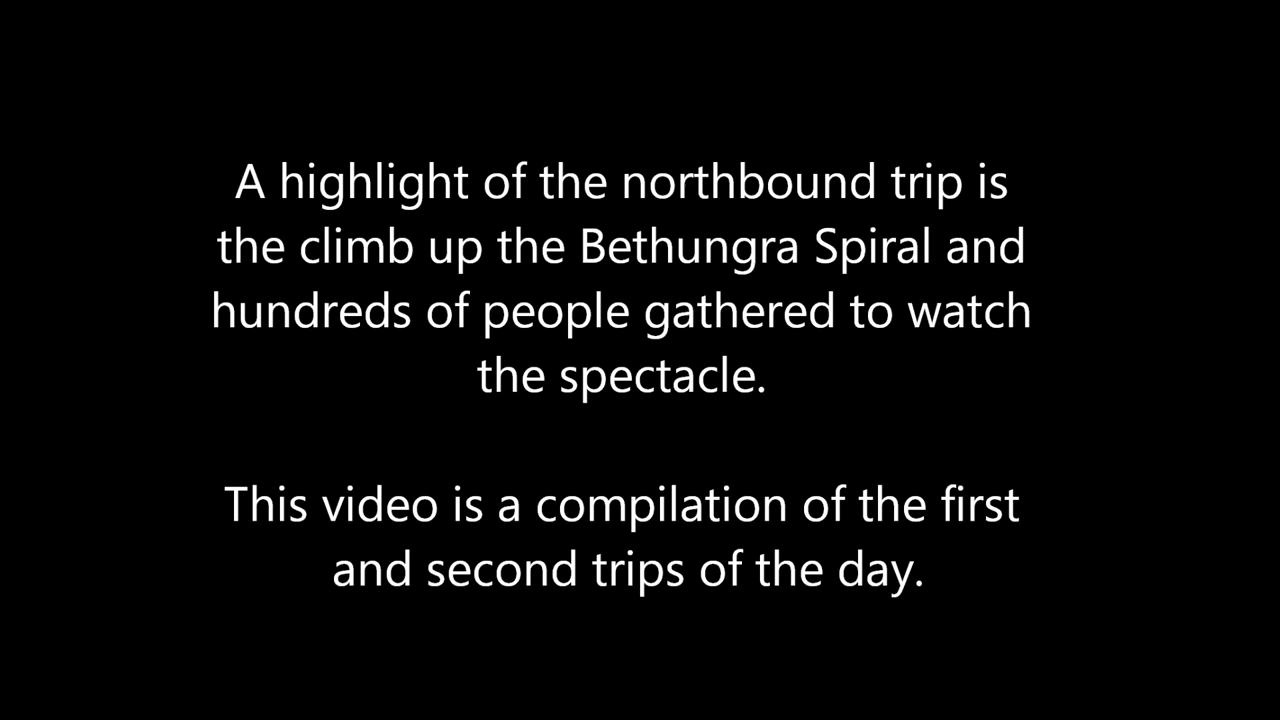 A highlight of the northbound trip is
the climb up the Bethungra Spiral and
hundreds of people gathered to watch
the spectacle.
This video is a compilation of the first
and second trips of the day.